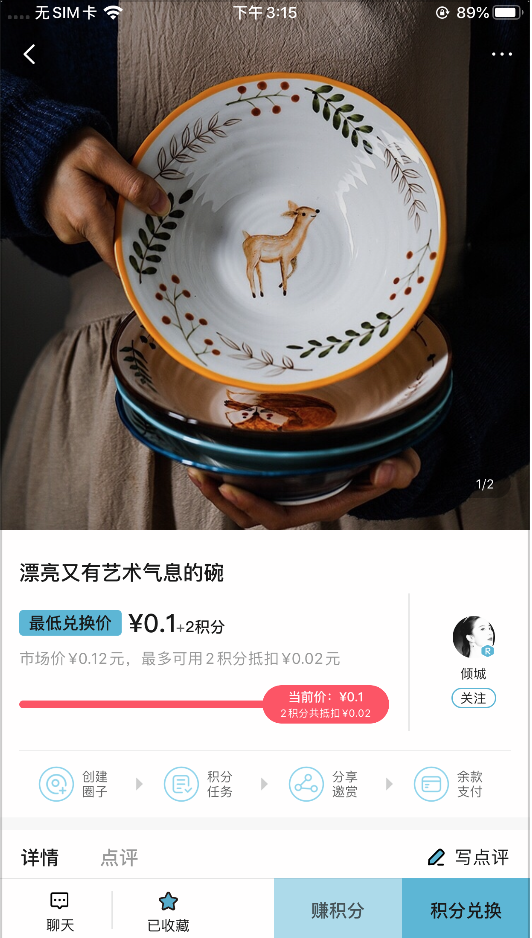 无SIM卡 下午3:15 89%
1/2
漂亮又有艺术气息的碗
最低兑换价 ¥0.1+2积分
市场价¥0.12元，最多可用2积分抵扣¥0.02元
当前价：¥0.1
2积分共抵扣¥0.02
R
倾城
关注
创建
圈子
积分
任务
分享
邀赏
余款
支付
详情 点评 写点评
聊天 已收藏 赚积分 积分兑换